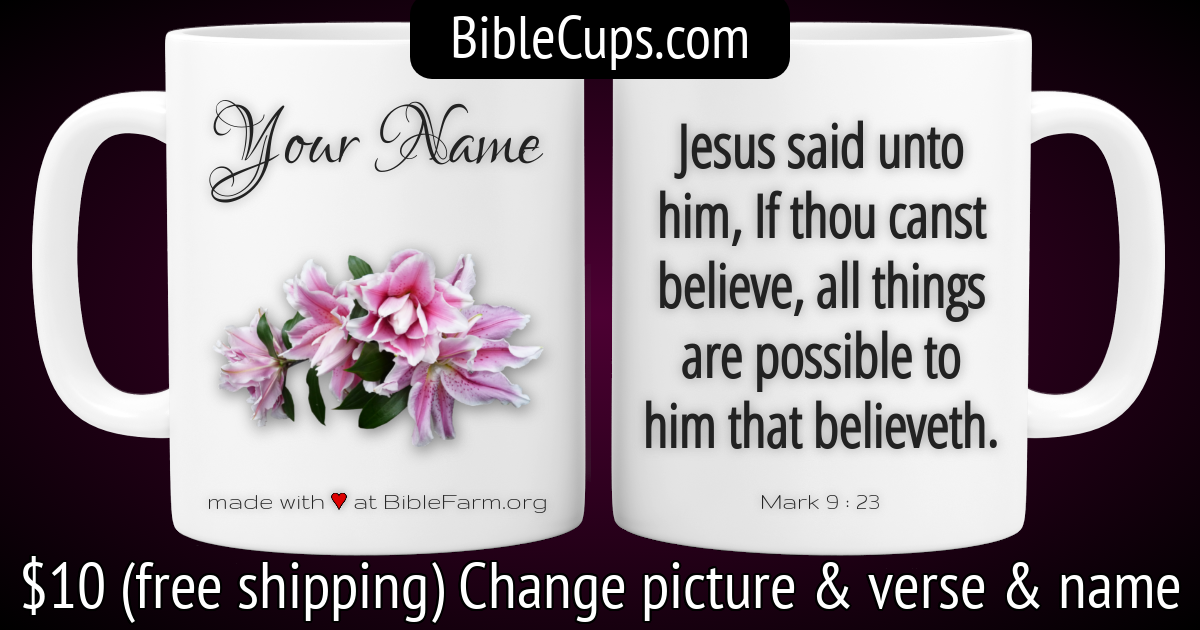 BibleCups.com
Your Name
made with ♥ at BibleFarm.org
Jesus said unto
him, If thou canst
believe, all things
are possible to
him that believeth.
Mark 9 : 23
$10 (free shipping) Change picture & verse & name